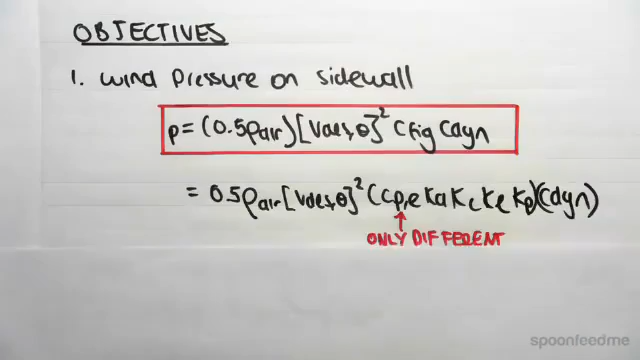 OBJECTIVES
1. Wind Pressure on Sidewall
p = (0.5ρair)[Vdes,θ]² Cfig Cdyn
= 0.5ρair[Vdes,θ]² (Cp,e Ka Kc Ke Kp)(Cdyn)
ONLY DIFFERENT
spoonfeedme